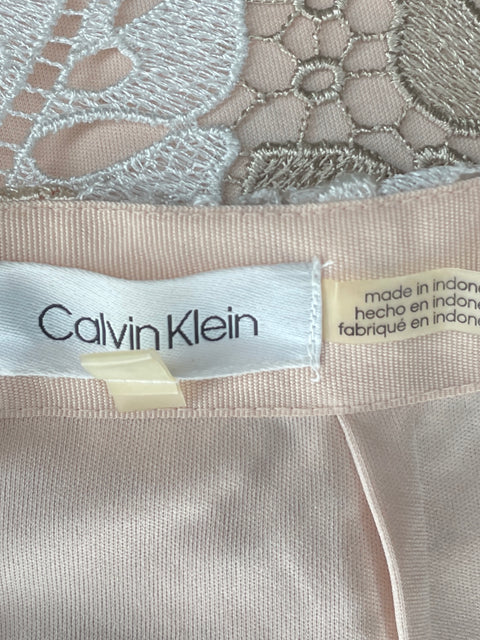 Calvin Klein
made in indone
hecho en indone
fabriqué en indone